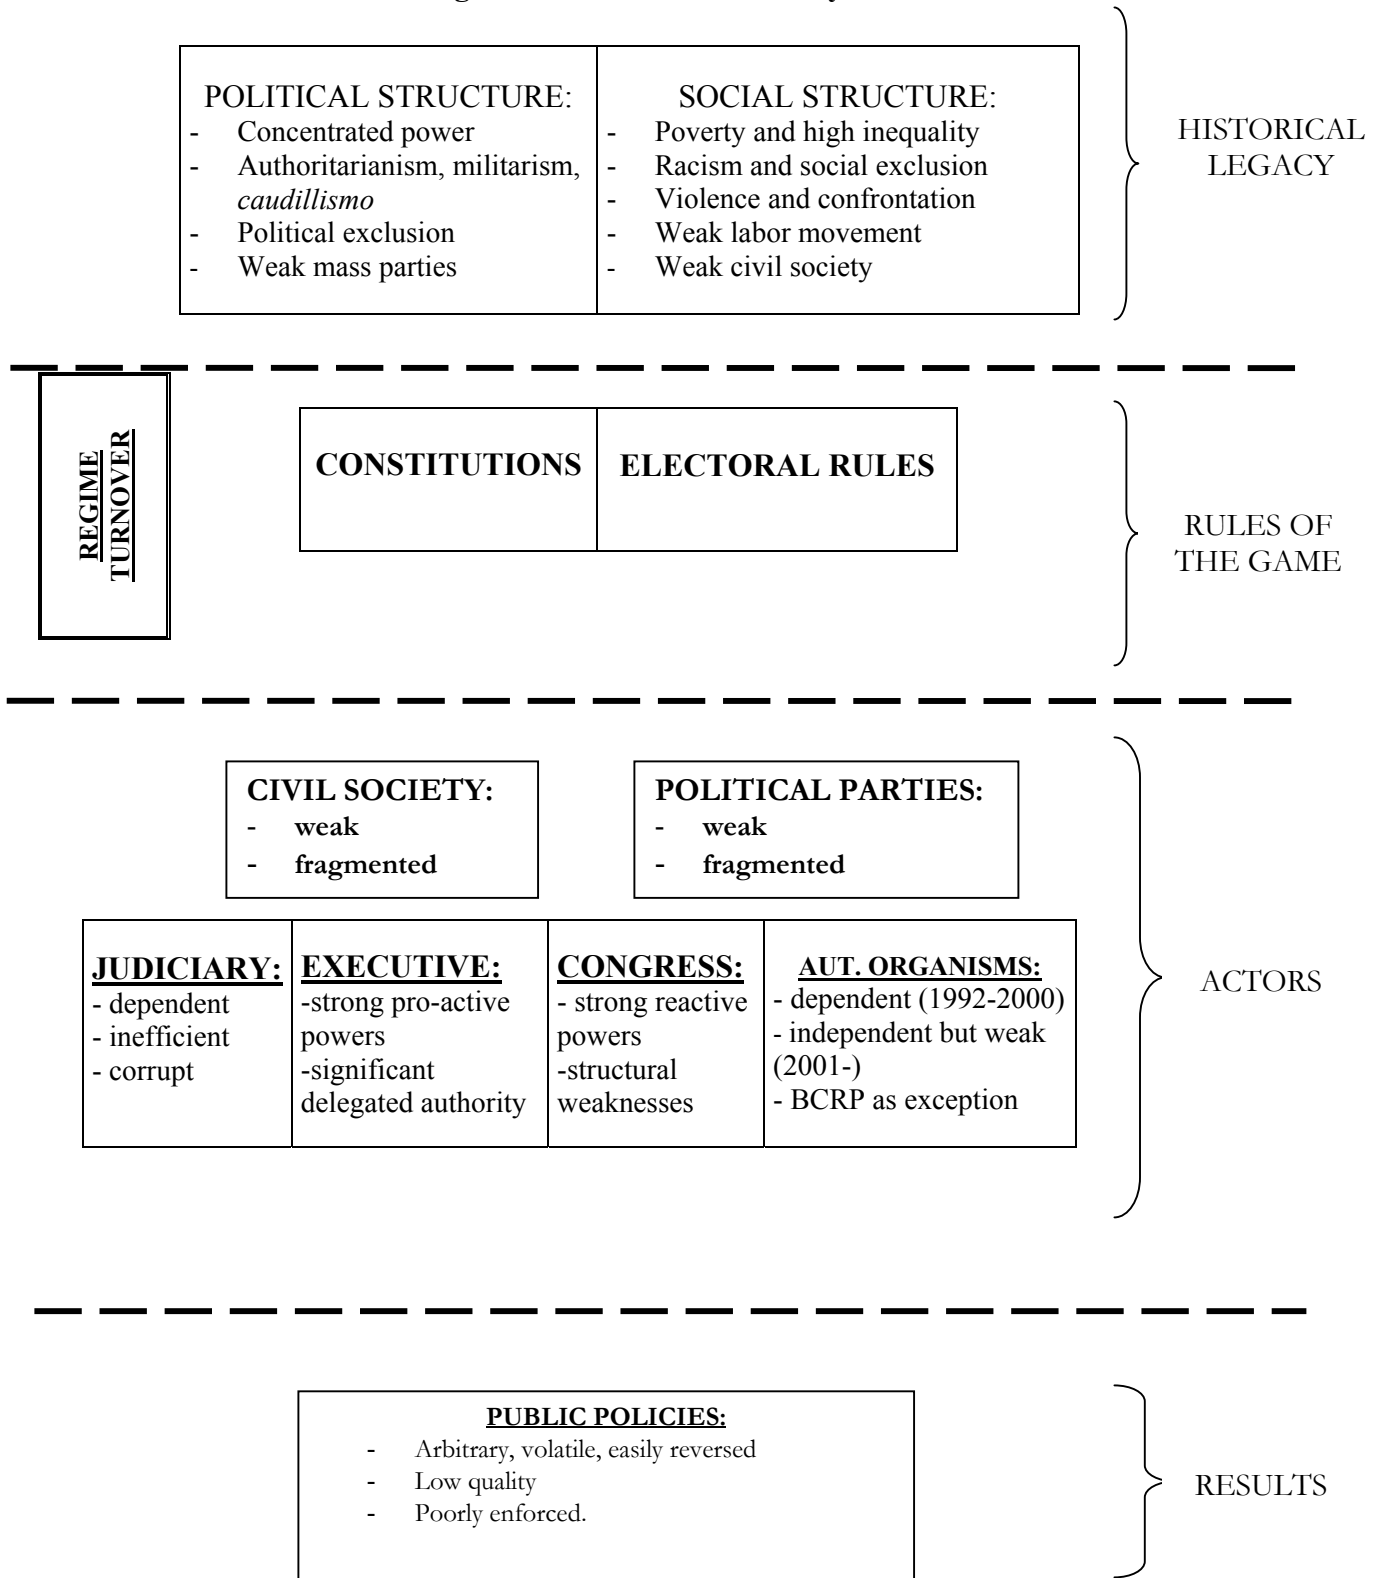 POLITICAL STRUCTURE:
- Concentrated power
- Authoritarianism, militarism,
caudillismo
- Political exclusion
- Weak mass parties
SOCIAL STRUCTURE:
- Poverty and high inequality
- Racism and social exclusion
- Violence and confrontation
- Weak labor movement
- Weak civil society
HISTORICAL
LEGACY
REGIME
TURNOVER
CONSTITUTIONS
ELECTORAL RULES
RULES OF
THE GAME
CIVIL SOCIETY:
- weak
- fragmented
POLITICAL PARTIES:
- weak
- fragmented
JUDICIARY:
- dependent
- inefficient
- corrupt
EXECUTIVE:
-strong pro-active
powers
-significant
delegated authority
CONGRESS:
- strong reactive
powers
-structural
weaknesses
AUT. ORGANISMS:
- dependent (1992-2000)
- independent but weak
(2001-)
- BCRP as exception
ACTORS
PUBLIC POLICIES:
- Arbitrary, volatile, easily reversed
- Low quality
- Poorly enforced.
RESULTS